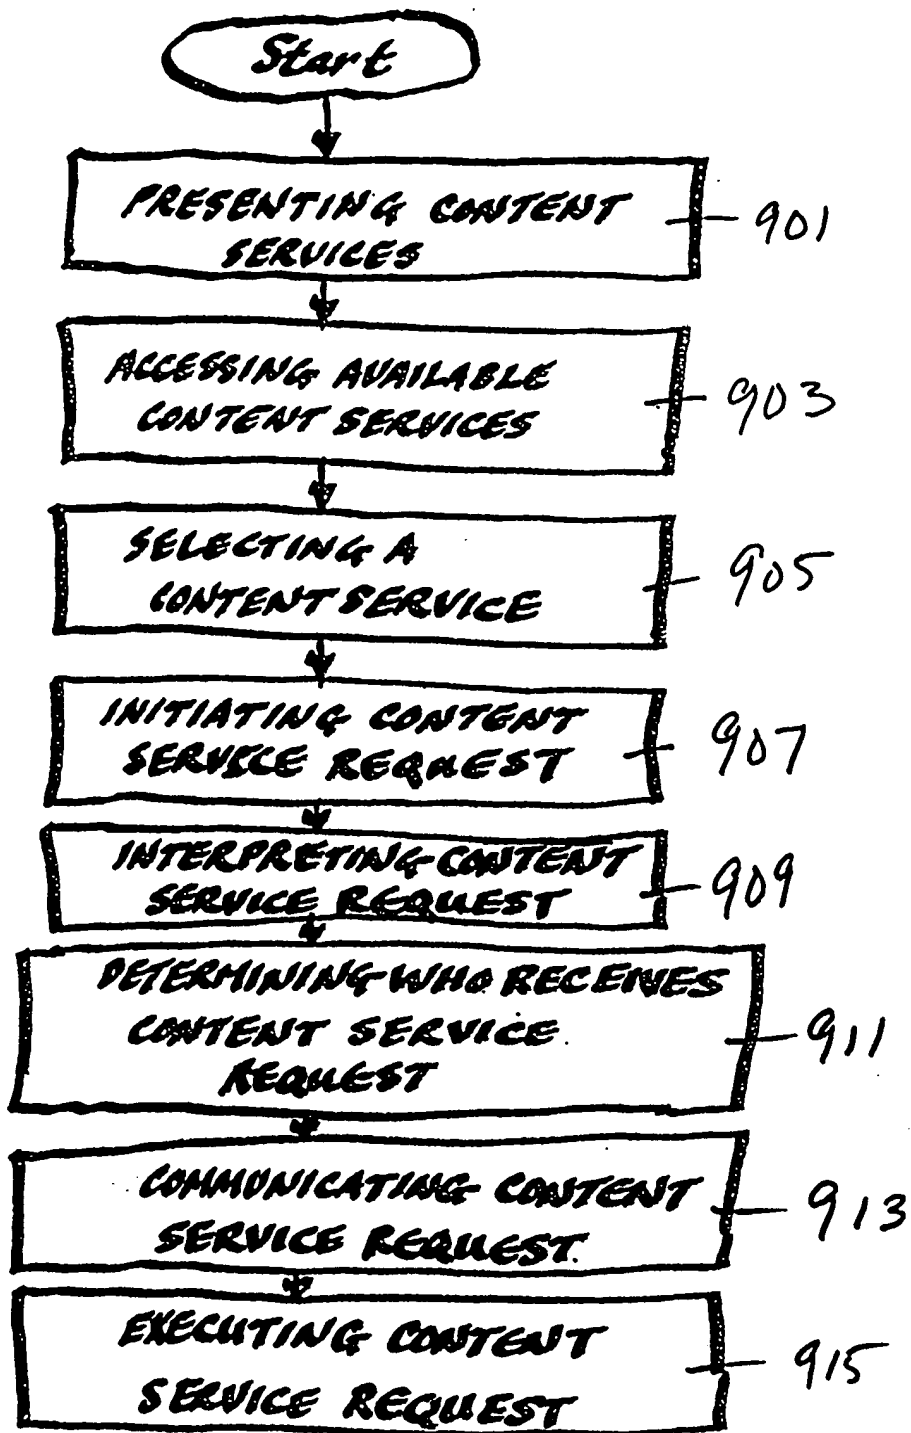 Start
PRESENTING CONTENT
SERVICES
901
ACCESSING AVAILABLE
CONTENT SERVICES
903
SELECTING A
CONTENT SERVICE
905
INITIATING CONTENT
SERVICE REQUEST
907
INTERPRETING CONTENT
SERVICE REQUEST
909
DETERMINING WHO RECEIVES
CONTENT SERVICE
REQUEST
911
COMMUNICATING CONTENT
SERVICE REQUEST.
913
EXECUTING CONTENT
SERVICE REQUEST
915